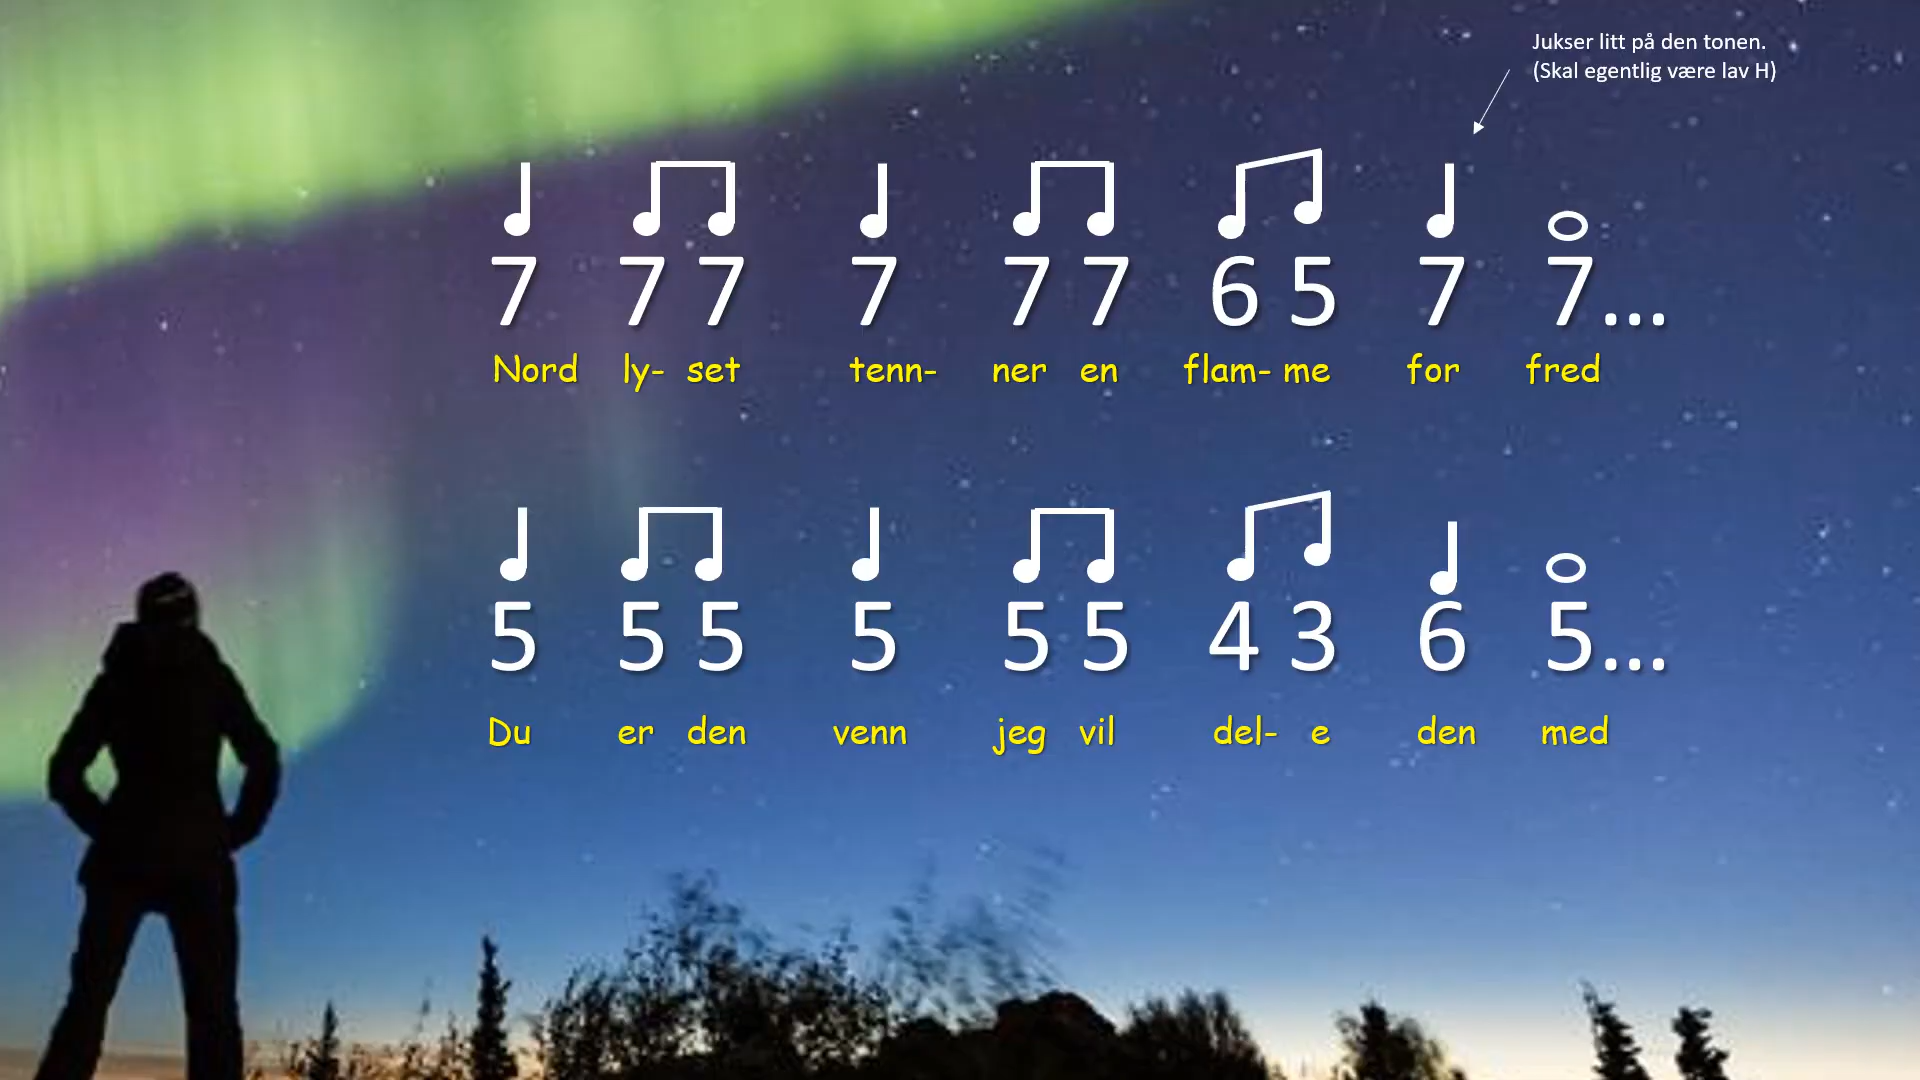 Jukser litt på den tonen.
(Skal egentlig være lav H)
7 7 7 7 7 7 6 5 7 7...
Nord ly- set tenn- ner en flam- me for fred
5 5 5 5 5 5 4 3 6 5...
Du er den venn jeg vil del- e den med